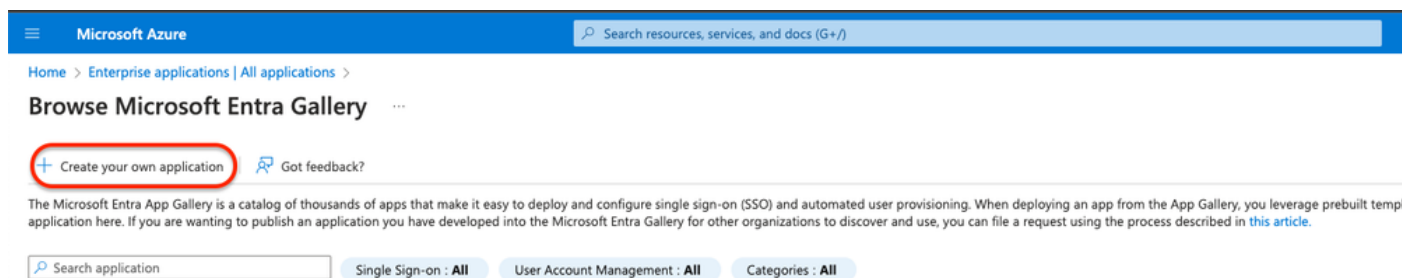 Microsoft Azure
Search resources, services, and docs (G+/)
Home > Enterprise applications | All applications >
Browse Microsoft Entra Gallery ...
+ Create your own application
Got feedback?
The Microsoft Entra App Gallery is a catalog of thousands of apps that make it easy to deploy and configure single sign-on (SSO) and automated user provisioning. When deploying an app from the App Gallery, you leverage prebuilt templ
application here. If you are wanting to publish an application you have developed into the Microsoft Entra Gallery for other organizations to discover and use, you can file a request using the process described in this article.
Search application
Single Sign-on : All
User Account Management : All
Categories : All